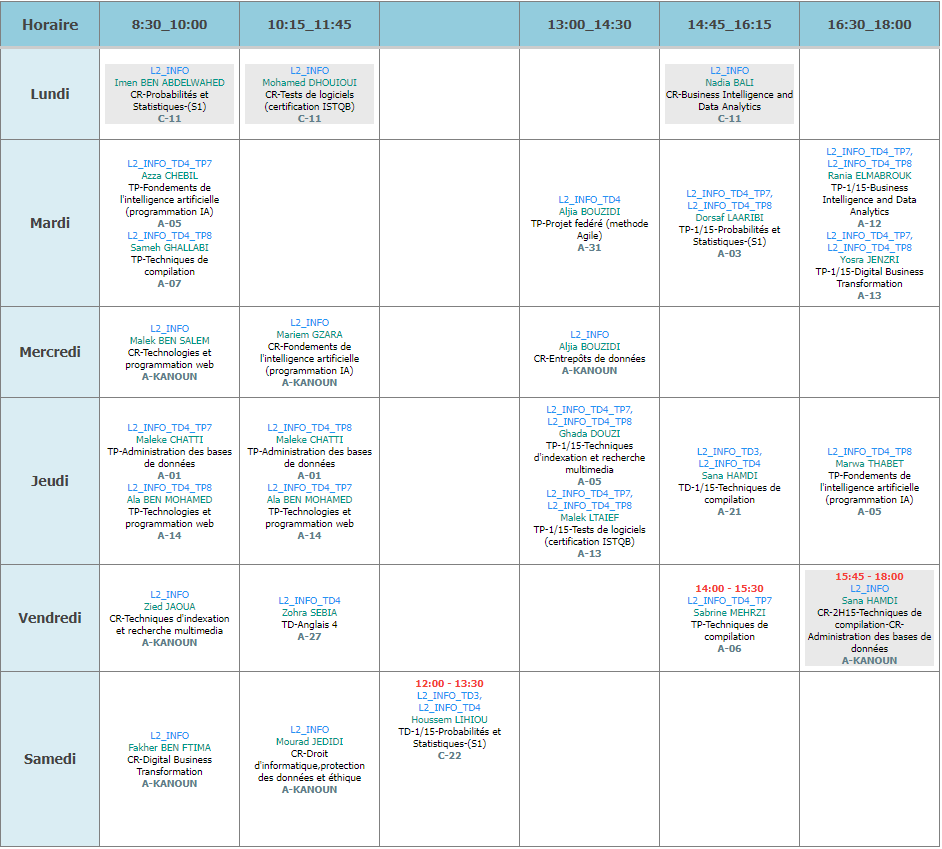 Horaire
8:30_10:00
10:15_11:45
13:00_14:30
14:45_16:15
16:30_18:00
Lundi
L2_INFO
Imen BEN ABDELWAHED
CR-Probabilités et
Statistiques-(S1)
C-11
L2_INFO
Mohamed DHOUIOUI
CR-Tests de logiciels
(certification ISTQB)
C-11
L2_INFO
Nadia BALI
CR-Business Intelligence and
Data Analytics
C-11
Mardi
L2_INFO_TD4_TP7
Azza CHEBIL
TP-Fondements de
l'intelligence artificielle
(programmation IA)
A-05
L2_INFO_TD4_TP8
Sameh GHALLABI
TP-Techniques de
compilation
A-07
L2_INFO_TD4
Aljia BOUZIDI
TP-Projet fedéré (methode
Agile)
A-31
L2_INFO_TD4_TP7,
L2_INFO_TD4_TP8
Dorsaf LAARIBI
TP-1/15-Probabilités et
Statistiques-(S1)
A-03
L2_INFO_TD4_TP7,
L2_INFO_TD4_TP8
Rania ELMABROUK
TP-1/15-Business
Intelligence and Data
Analytics
A-12
L2_INFO_TD4_TP7,
L2_INFO_TD4_TP8
Yosra JENZRI
TP-1/15-Digital Business
Transformation
A-13
Mercredi
L2_INFO
Malek BEN SALEM
CR-Technologies et
programmation web
A-KANOUN
L2_INFO
Mariem GZARA
CR-Fondements de
l'intelligence artificielle
(programmation IA)
A-KANOUN
L2_INFO
Aljia BOUZIDI
CR-Entrepôts de données
A-KANOUN
Jeudi
L2_INFO_TD4_TP7
Maleke CHATTI
TP-Administration des bases
de données
A-01
L2_INFO_TD4_TP8
Ala BEN MOHAMED
TP-Technologies et
programmation web
A-14
L2_INFO_TD4_TP8
Maleke CHATTI
TP-Administration des bases
de données
A-01
L2_INFO_TD4_TP7
Ala BEN MOHAMED
TP-Technologies et
programmation web
A-14
L2_INFO_TD4_TP7,
L2_INFO_TD4_TP8
Ghada DOUZI
TP-1/15-Techniques
d'indexation et recherche
multimedia
A-05
L2_INFO_TD4_TP7,
L2_INFO_TD4_TP8
Malek LTAIEF
TP-1/15-Tests de logiciels
(certification ISTQB)
A-13
L2_INFO_TD3,
L2_INFO_TD4
Sana HAMDI
TD-1/15-Techniques de
compilation
A-21
L2_INFO_TD4_TP8
Marwa THABET
TP-Fondements de
l'intelligence artificielle
(programmation IA)
A-05
Vendredi
L2_INFO
Zied JAOUA
CR-Techniques d'indexation
et recherche multimedia
A-KANOUN
L2_INFO_TD4
Zohra SEBIA
TD-Anglais 4
A-27
14:00 - 15:30
L2_INFO_TD4_TP7
Sabrine MEHRZI
TP-Techniques de
compilation
A-06
15:45 - 18:00
L2_INFO
Sana HAMDI
CR-2H15-Techniques de
compilation-CR-
Administration des bases de
données
A-KANOUN
Samedi
L2_INFO
Fakher BEN FTIMA
CR-Digital Business
Transformation
A-KANOUN
L2_INFO
Mourad JEDIDI
CR-Droit
d'informatique,protection
des données et éthique
A-KANOUN
12:00 - 13:30
L2_INFO_TD3,
L2_INFO_TD4
Houssem LIHIOU
TD-1/15-Probabilités et
Statistiques-(S1)
C-22